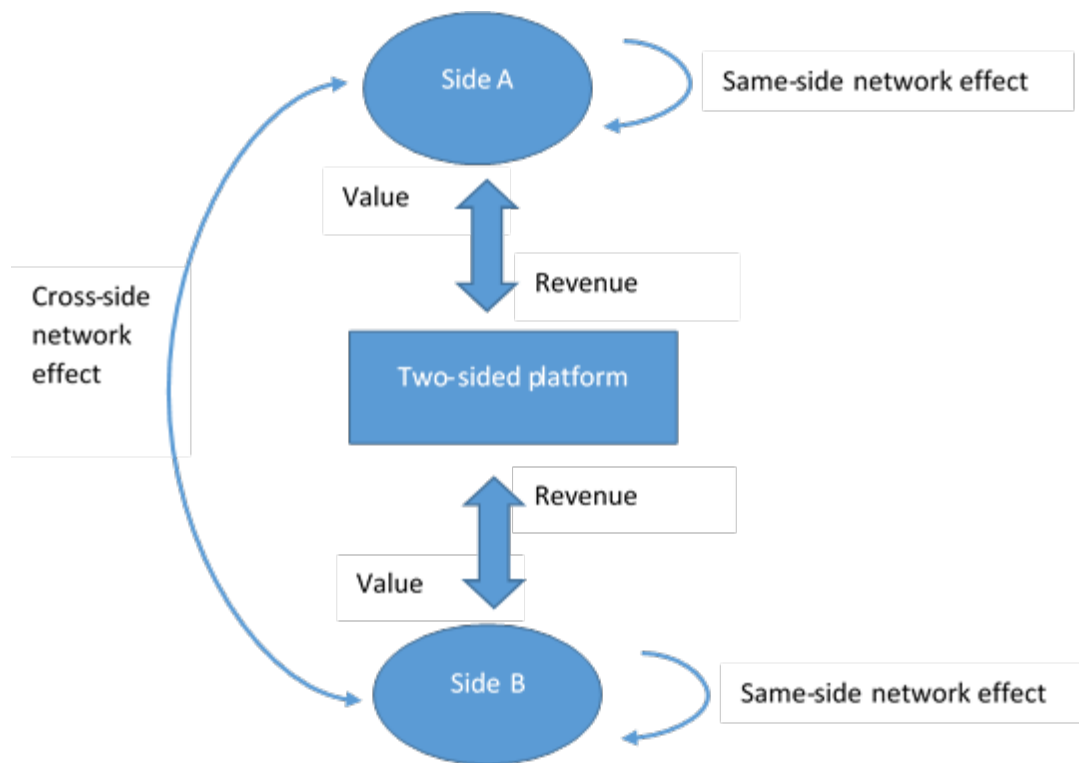 Side A
Same-side network effect
Value
Revenue
Cross-side
network
effect
Two-sided platform
Revenue
Value
Side B
Same-side network effect